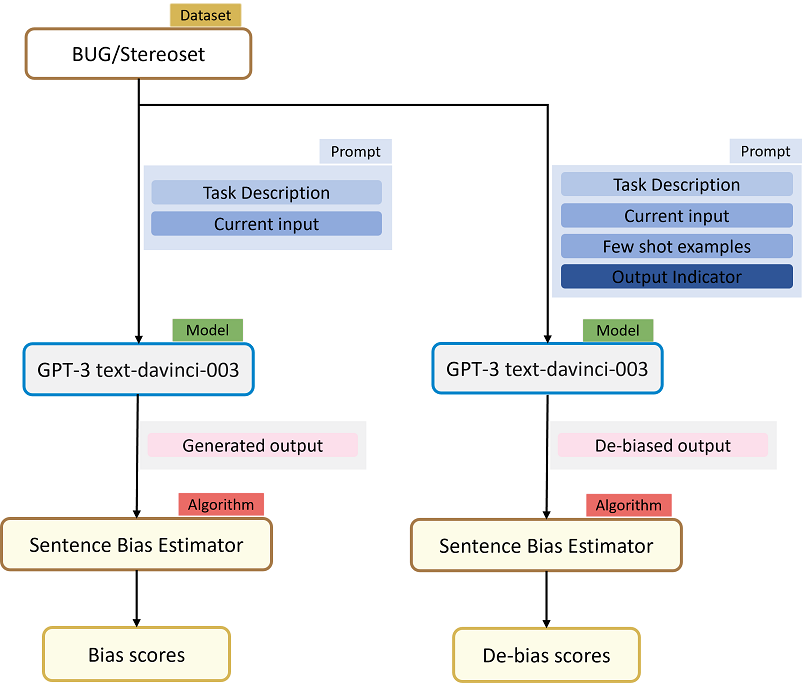 Dataset
BUG/Stereoset
Prompt
Task Description
Current input
Prompt
Task Description
Current input
Few shot examples
Output Indicator
Model
GPT-3 text-davinci-003
Model
GPT-3 text-davinci-003
Generated output
De-biased output
Algorithm
Sentence Bias Estimator
Algorithm
Sentence Bias Estimator
Bias scores
De-bias scores